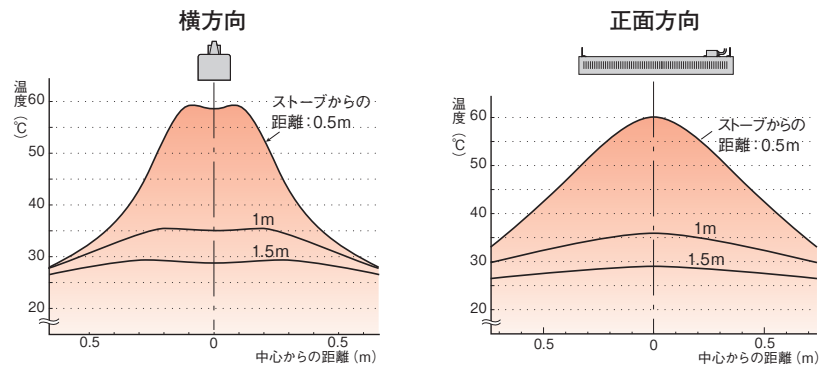 横方向
温度(℃)
60
50
40
30
20
ストーブからの
距離:0.5m
1m
1.5m
0.5
0
0.5
中心からの距離(m)
正面方向
温度(℃)
60
50
40
30
20
ストーブからの
距離:0.5m
1m
1.5m
0.5
0
0.5
中心からの距離(m)